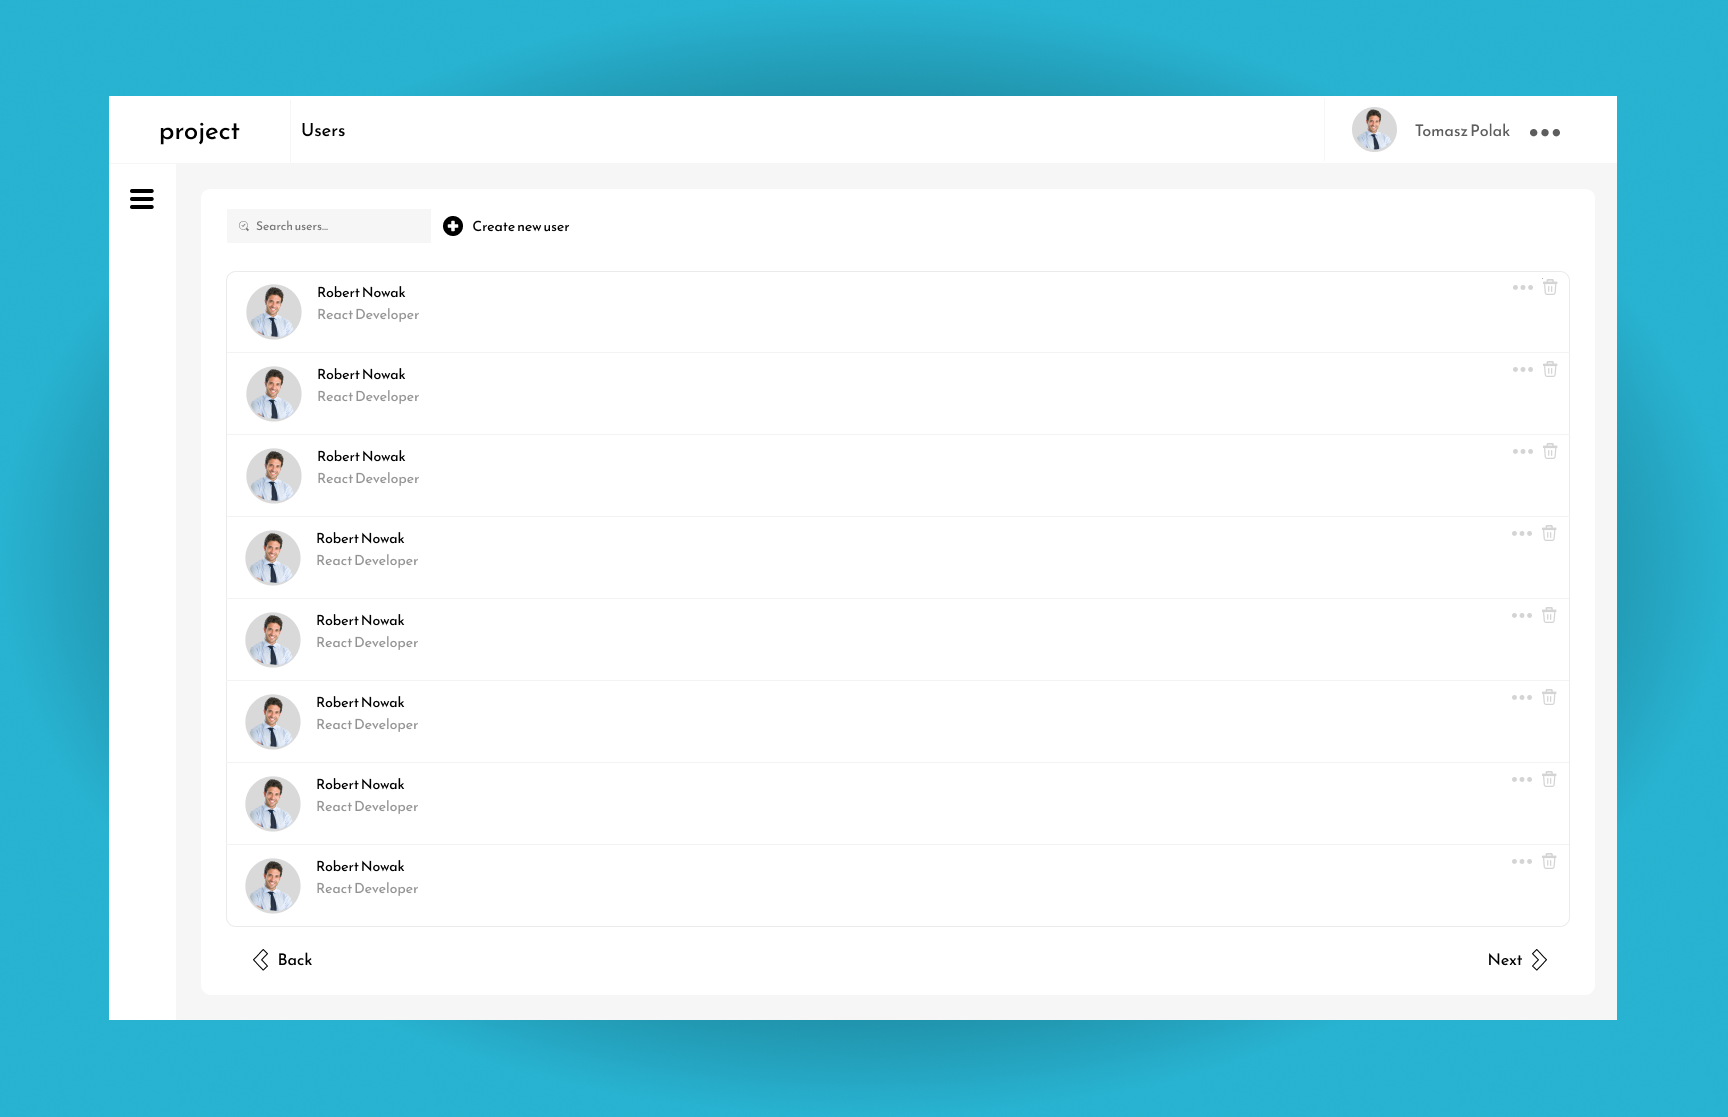 project
Users
Tomasz Polak
Search users...
Create new user
Robert Nowak
React Developer
Robert Nowak
React Developer
Robert Nowak
React Developer
Robert Nowak
React Developer
Robert Nowak
React Developer
Robert Nowak
React Developer
Robert Nowak
React Developer
Robert Nowak
React Developer
Back
Next